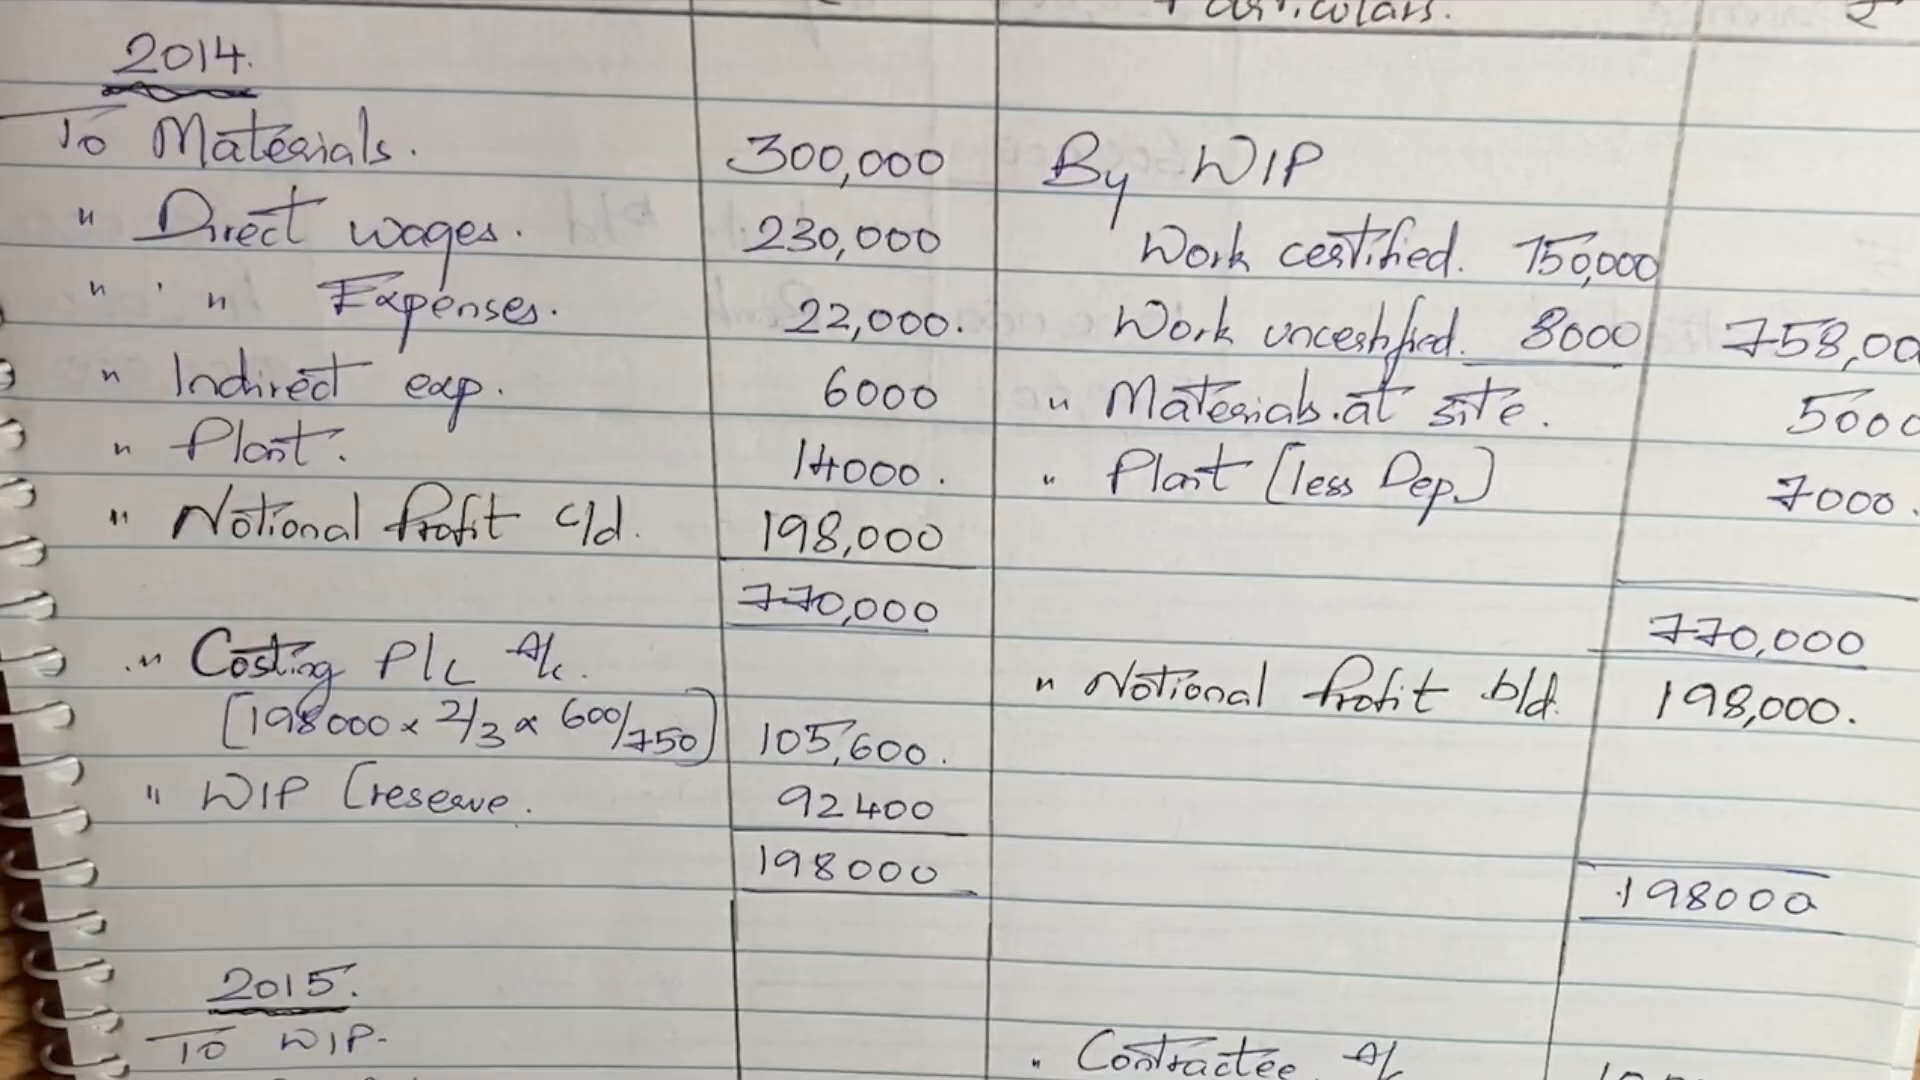 Particulars. ₹
2014.
To Materials. 300,000 By WIP
" Direct wages. 230,000 Work certified. 750,000
" " Expenses. 22,000. Work uncertified. 8000 758,00
" Indirect exp. 6000 " Materials at site. 5000
" Plant. 14000. " Plant [less Dep.] 7000.
" Notional Profit c/d. 198,000
770,000 770,000
" Costing P/L A/c. " Notional Profit b/d. 198,000.
[198000 x 2/3 x 600/750] 105,600.
" WIP [reserve. 92400
198000 198000
2015.
To WIP.
" Contractee A/c